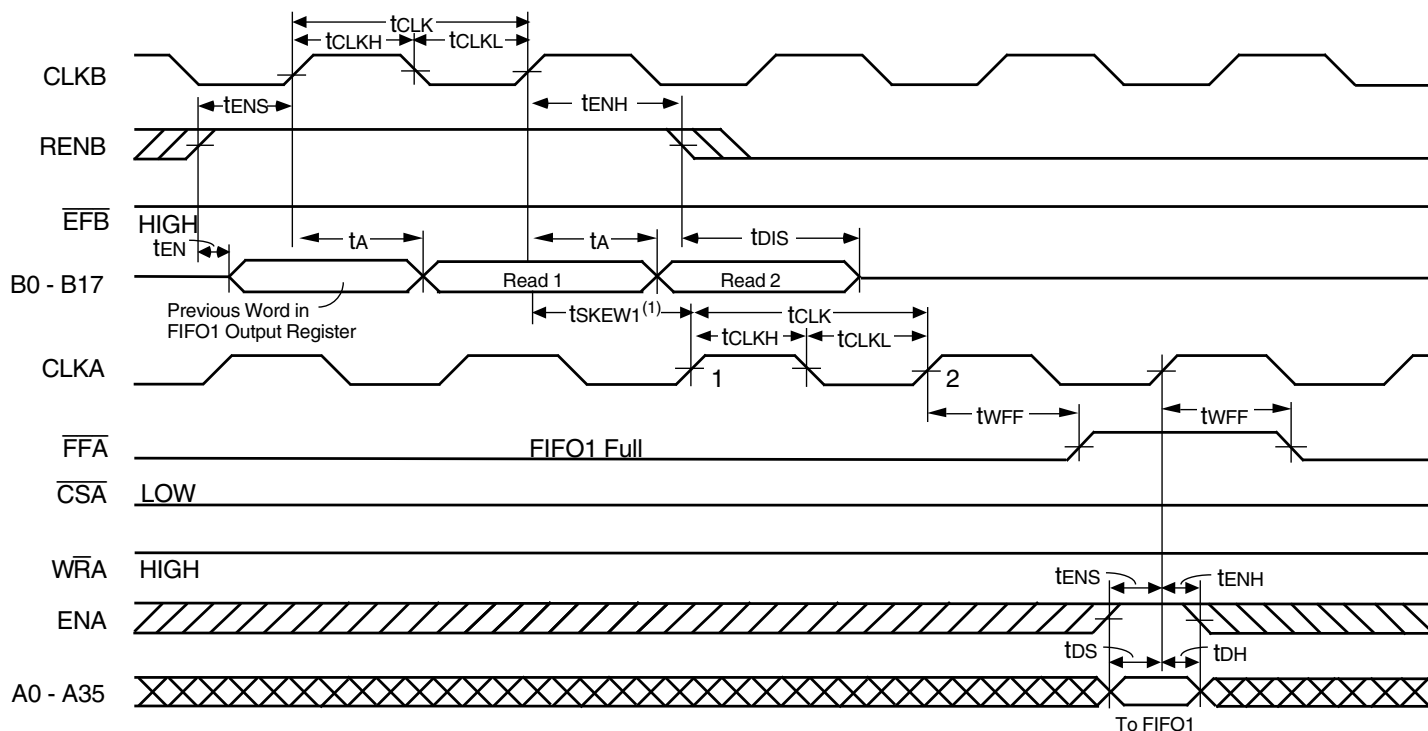 tCLK
tCLKH
tCLKL
CLKB
tENS
tENH
RENB
EFB
HIGH
tEN
tA
tA
tDIS
B0 - B17
Read 1
Read 2
Previous Word in
FIFO1 Output Register
tSKEW1(1)
tCLK
tCLKH
tCLKL
CLKA
1
2
tWFF
tWFF
FFA
FIFO1 Full
CSA
LOW
WRA
HIGH
tENS
tENH
ENA
tDS
tDH
A0 - A35
To FIFO1